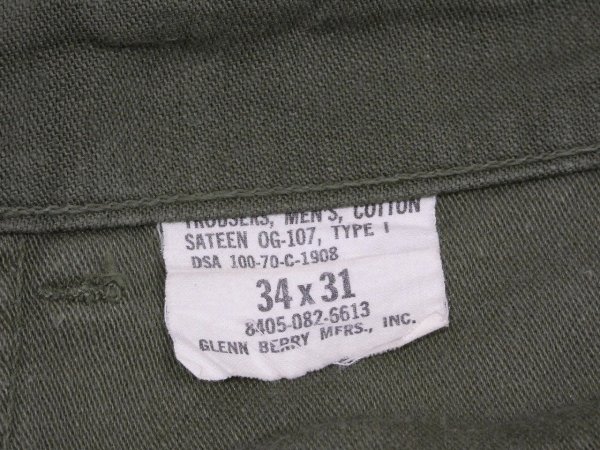 TROUSERS, MEN'S, COTTON
SATEEN OG-107, TYPE I
DSA 100-70-C-1908
34 x 31
8405-082-6613
GLENN BERRY MFRS., INC.